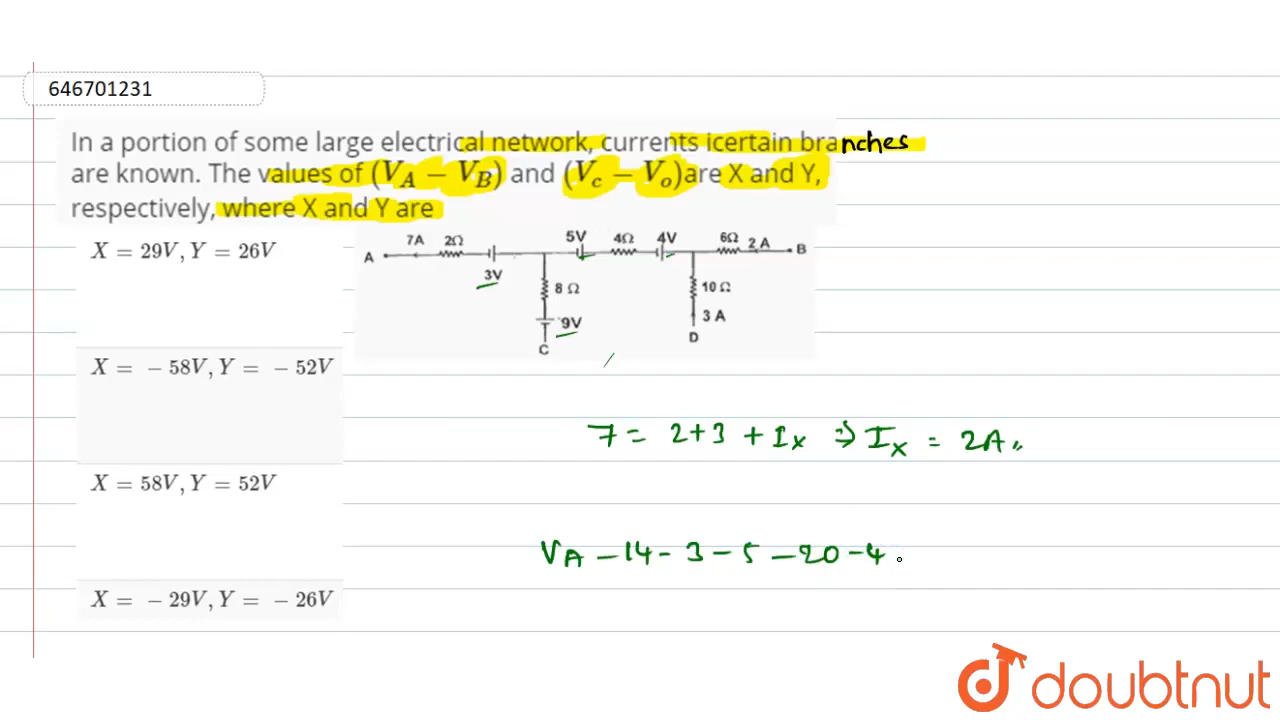 646701231
In a portion of some large electrical network, currents icertain branches
are known. The values of (V_A − V_B) and (V_c − V_o)are X and Y,
respectively, where X and Y are
X = 29V, Y = 26V
X = −58V, Y = −52V
X = 58V, Y = 52V
X = −29V, Y = −26V
7A 2Ω 5V 4Ω 4V 6Ω 2 A
A B
3V 8 Ω 10 Ω
9V 3 A
C D
7 = 2+3 + I_x ⇒ I_x = 2A,,
V_A − 14 − 3 − 5 − 20 − 4
doubtnut